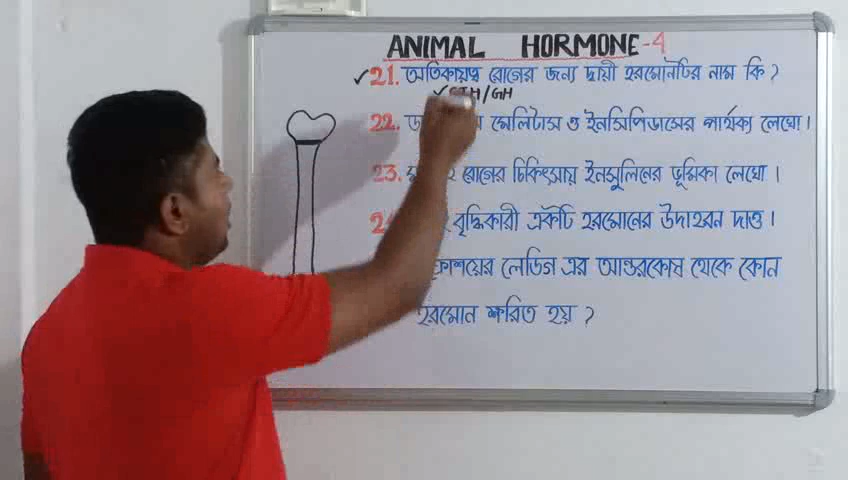 ANIMAL HORMONE-4
21. অতিকায়ত্ব রোগের জন্য দ্বায়ী হরমোনটির নাম কি?
STH/GH
22. মেলিটাস ও ইনসিপিডাসের পার্থক্য লেখো।
23. রোগের চিকিৎসায় ইনসুলিনের ভূমিকা লেখো।
বৃদ্ধিকারী একটি হরমোনের উদাহরন দাও।
লেডিগ এর আন্তরকোষ থেকে কোন
হরমোন ক্ষরিত হয়?